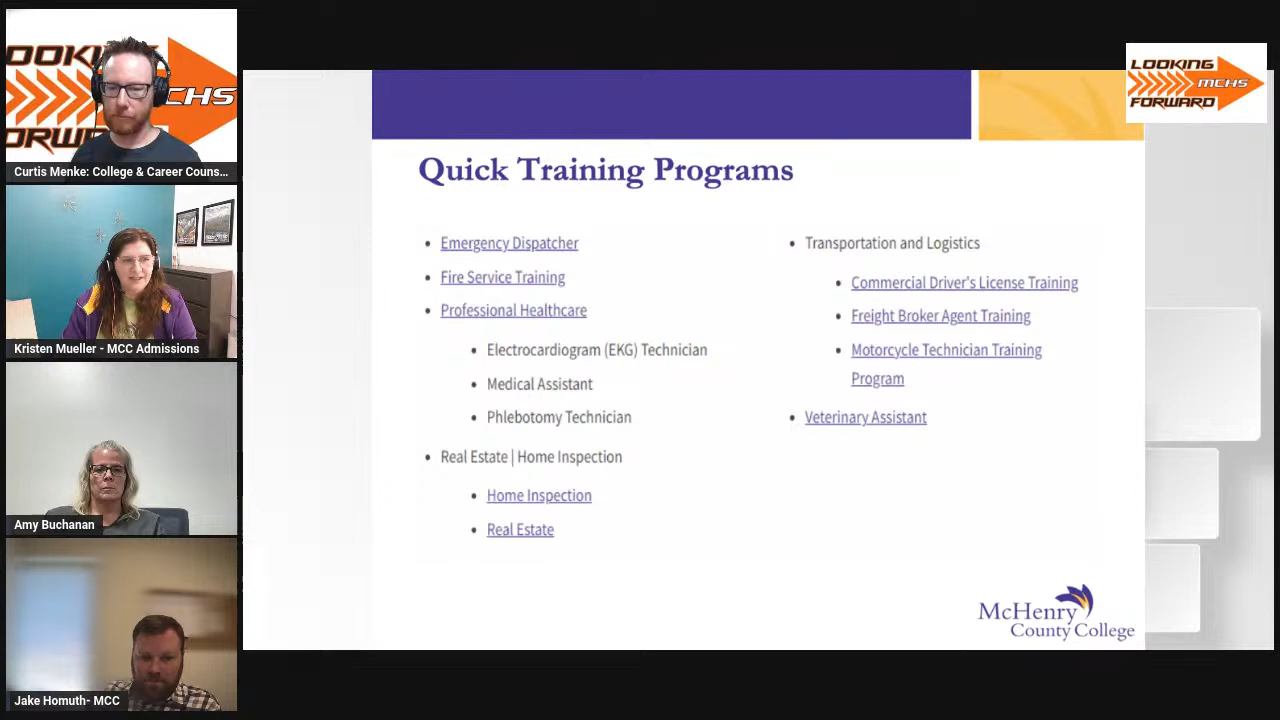 OOKIN
CHS
ORW
Curtis Menke: College & Career Couns...
Kristen Mueller - MCC Admissions
Amy Buchanan
Jake Homuth- MCC
Quick Training Programs
• Emergency Dispatcher
• Fire Service Training
• Professional Healthcare
• Electrocardiogram (EKG) Technician
• Medical Assistant
• Phlebotomy Technician
• Real Estate | Home Inspection
• Home Inspection
• Real Estate
• Transportation and Logistics
• Commercial Driver's License Training
• Freight Broker Agent Training
• Motorcycle Technician Training
Program
• Veterinary Assistant
McHenry
County College
LOOKING
MCHS
FORWARD